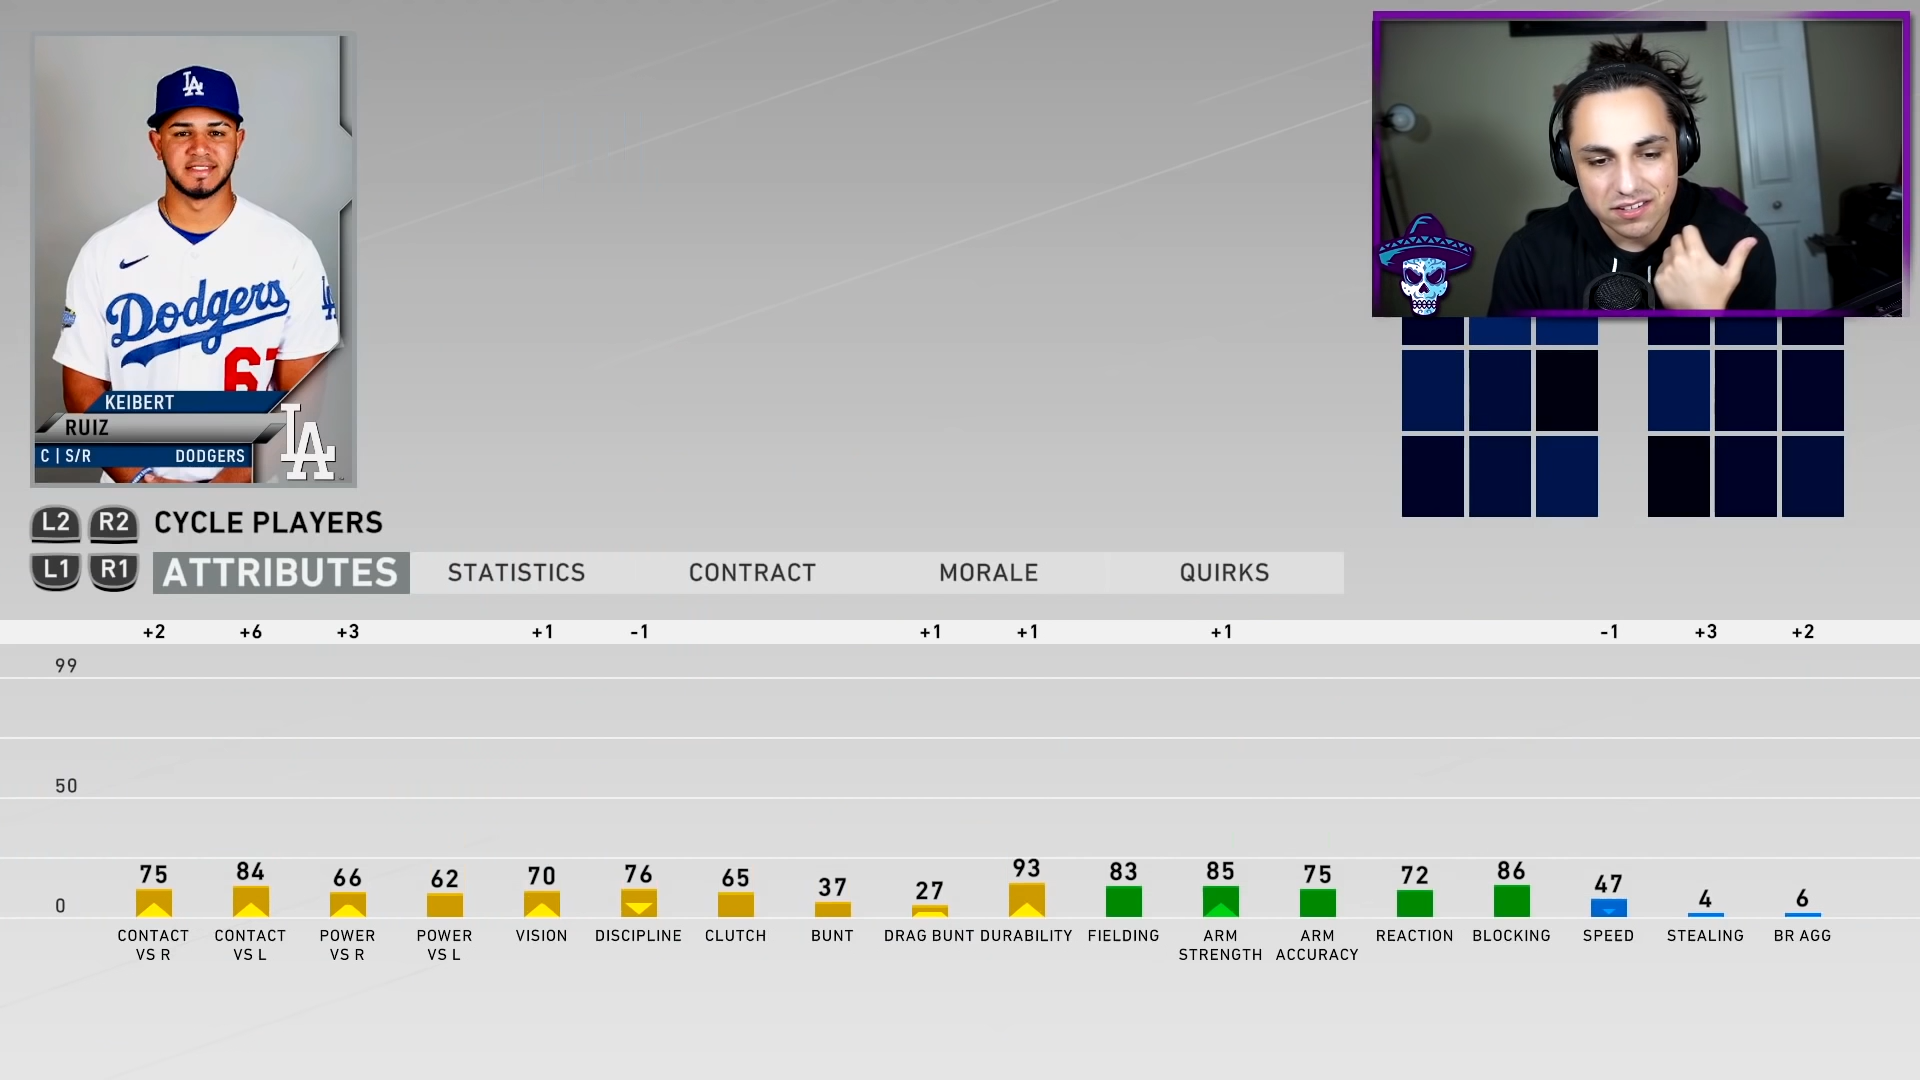 LA
Dodgers
6
KEIBERT
RUIZ
C | S/R DODGERS
LA
L2 R2 CYCLE PLAYERS
L1 R1 ATTRIBUTES STATISTICS CONTRACT MORALE QUIRKS
+2 +6 +3 +1 -1 +1 +1 +1 -1 +3 +2
99
50
0
75 84 66 62 70 76 65 37 27 93 83 85 75 72 86 47 4 6
CONTACT VS R
CONTACT VS L
POWER VS R
POWER VS L
VISION
DISCIPLINE
CLUTCH
BUNT
DRAG BUNT
DURABILITY
FIELDING
ARM STRENGTH
ARM ACCURACY
REACTION
BLOCKING
SPEED
STEALING
BR AGG